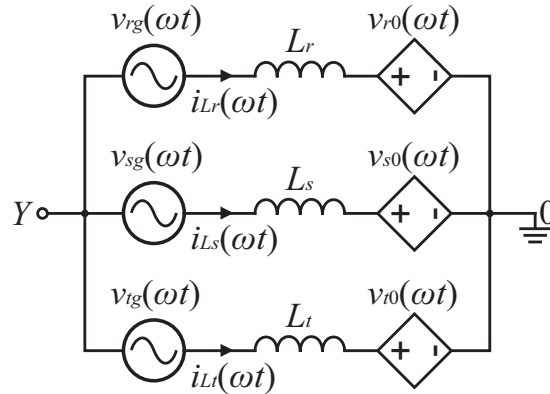 vrg(ωt) Lr vr0(ωt)
iLr(ωt)
vsg(ωt) Ls vs0(ωt)
Y 0
iLs(ωt)
vtg(ωt) Lt vt0(ωt)
iLt(ωt)